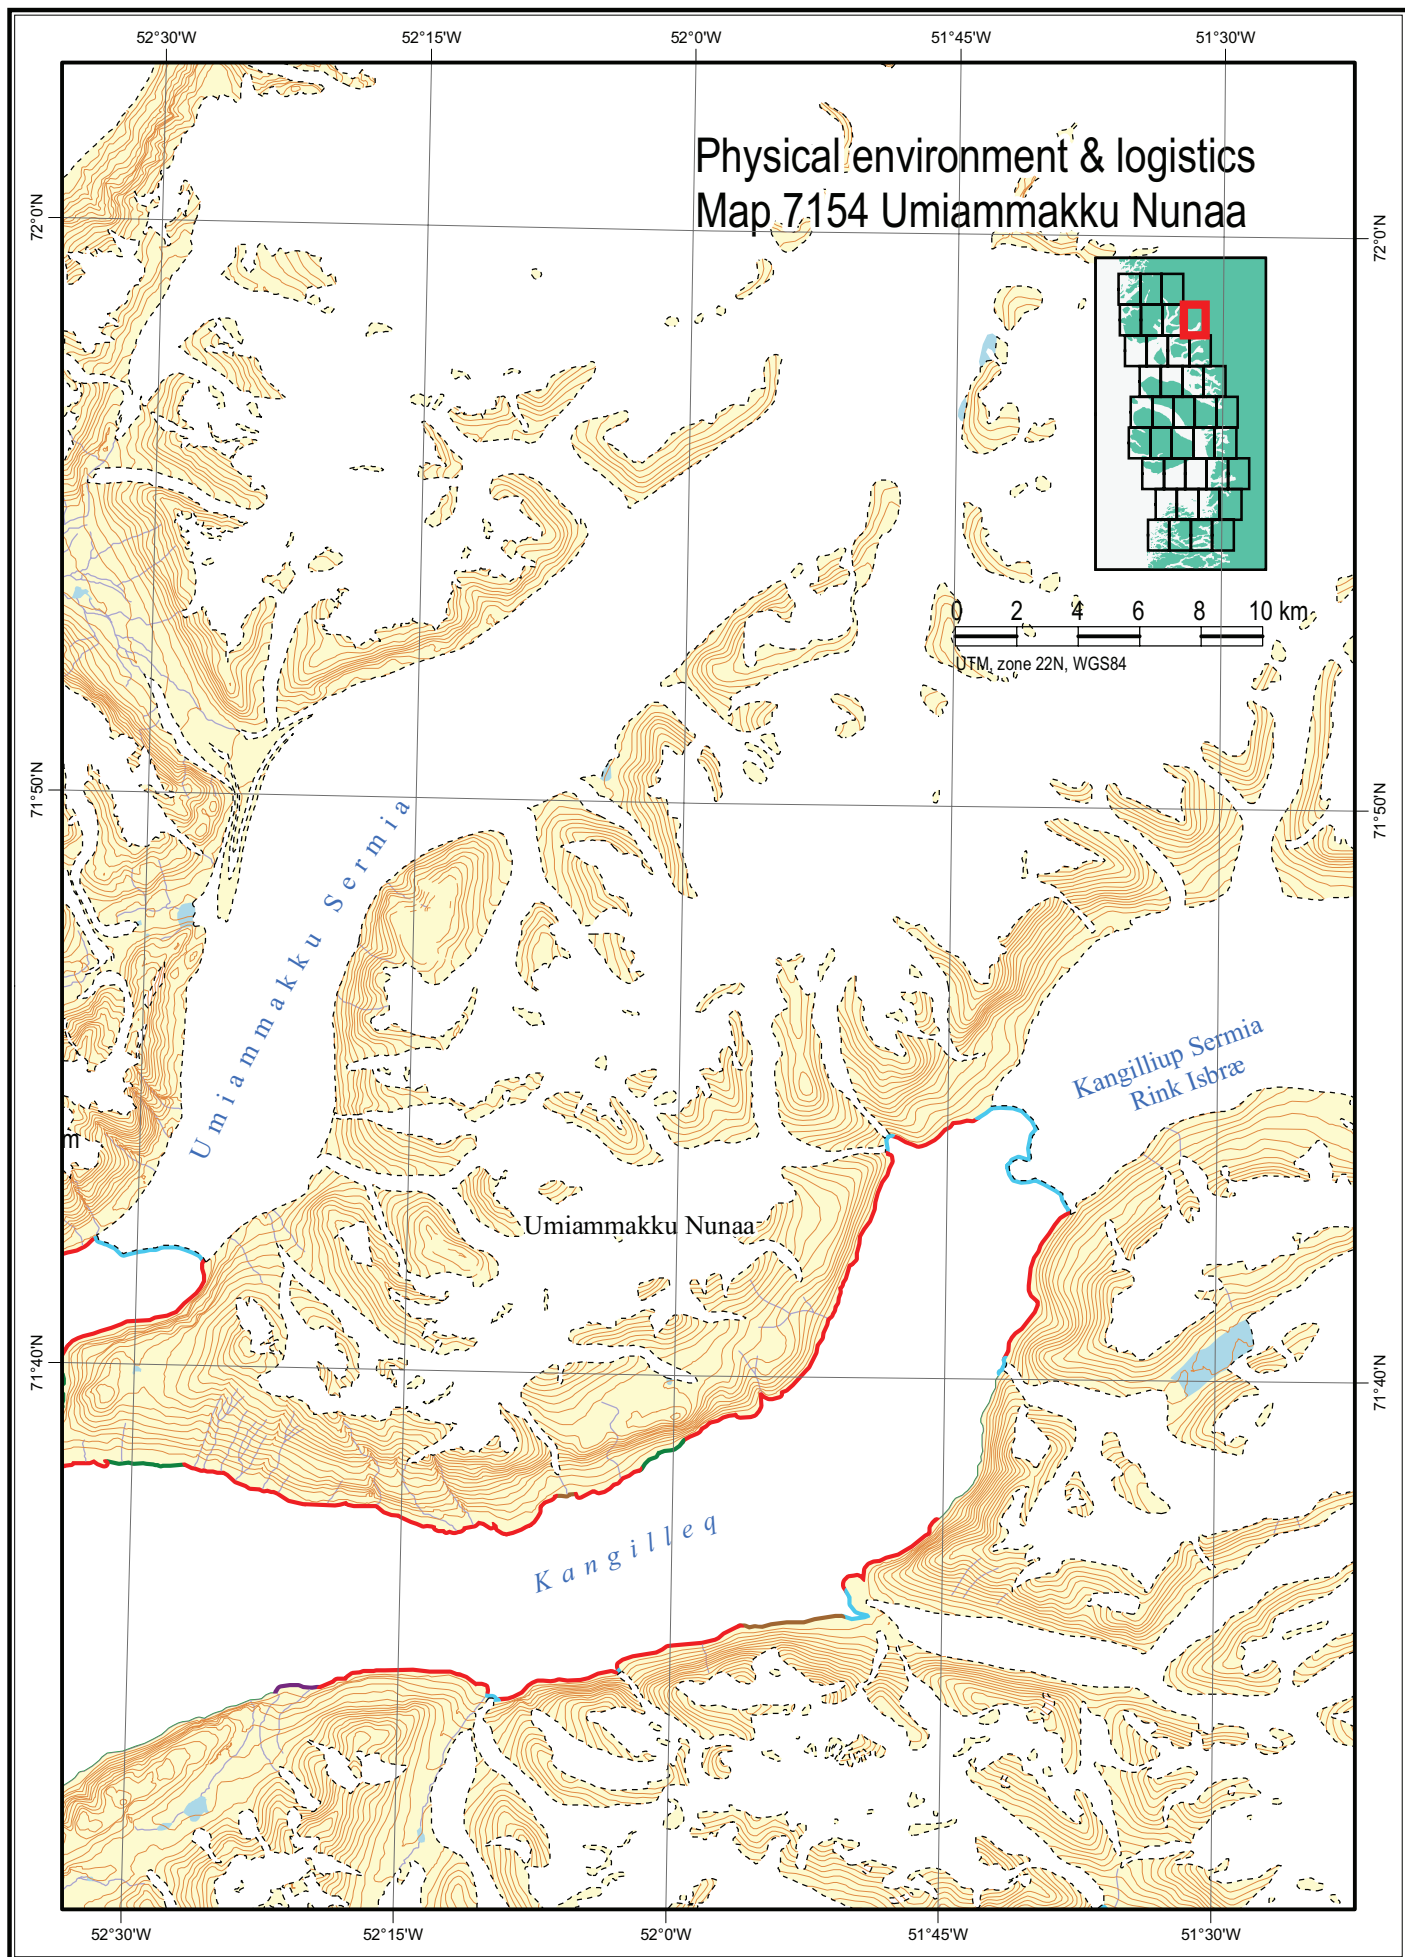 52°30'W 52°15'W 52°0'W 51°45'W 51°30'W
Physical environment & logistics
Map 7154 Umiammakku Nunaa
72°0'N
72°0'N
0 2 4 6 8 10 km
UTM, zone 22N, WGS84
71°50'N
71°50'N
Umiammakku Sermia
Kangilliup Sermia
Rink Isbræ
m
Umiammakku Nunaa
71°40'N
71°40'N
Kangilleq
52°30'W 52°15'W 52°0'W 51°45'W 51°30'W